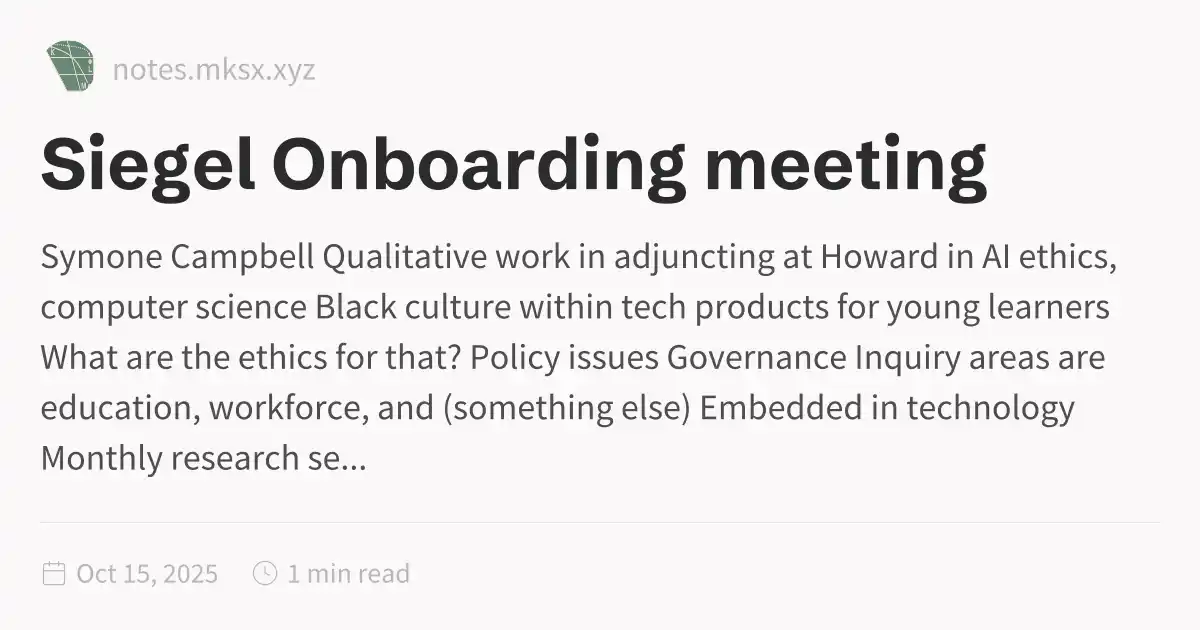 notes.mksx.xyz
Siegel Onboarding meeting
Symone Campbell Qualitative work in adjuncting at Howard in AI ethics,
computer science Black culture within tech products for young learners
What are the ethics for that? Policy issues Governance Inquiry areas are
education, workforce, and (something else) Embedded in technology
Monthly research se...
Oct 15, 2025
1 min read